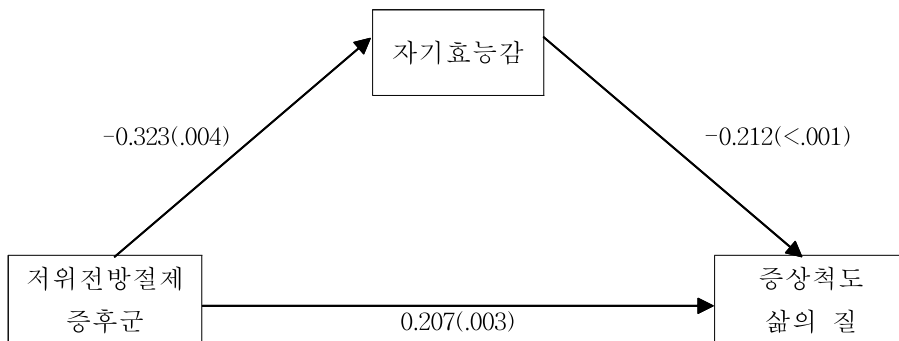 자기효능감
-0.323(.004)
-0.212(<.001)
저위전방절제
증후군
0.207(.003)
증상척도
삶의 질